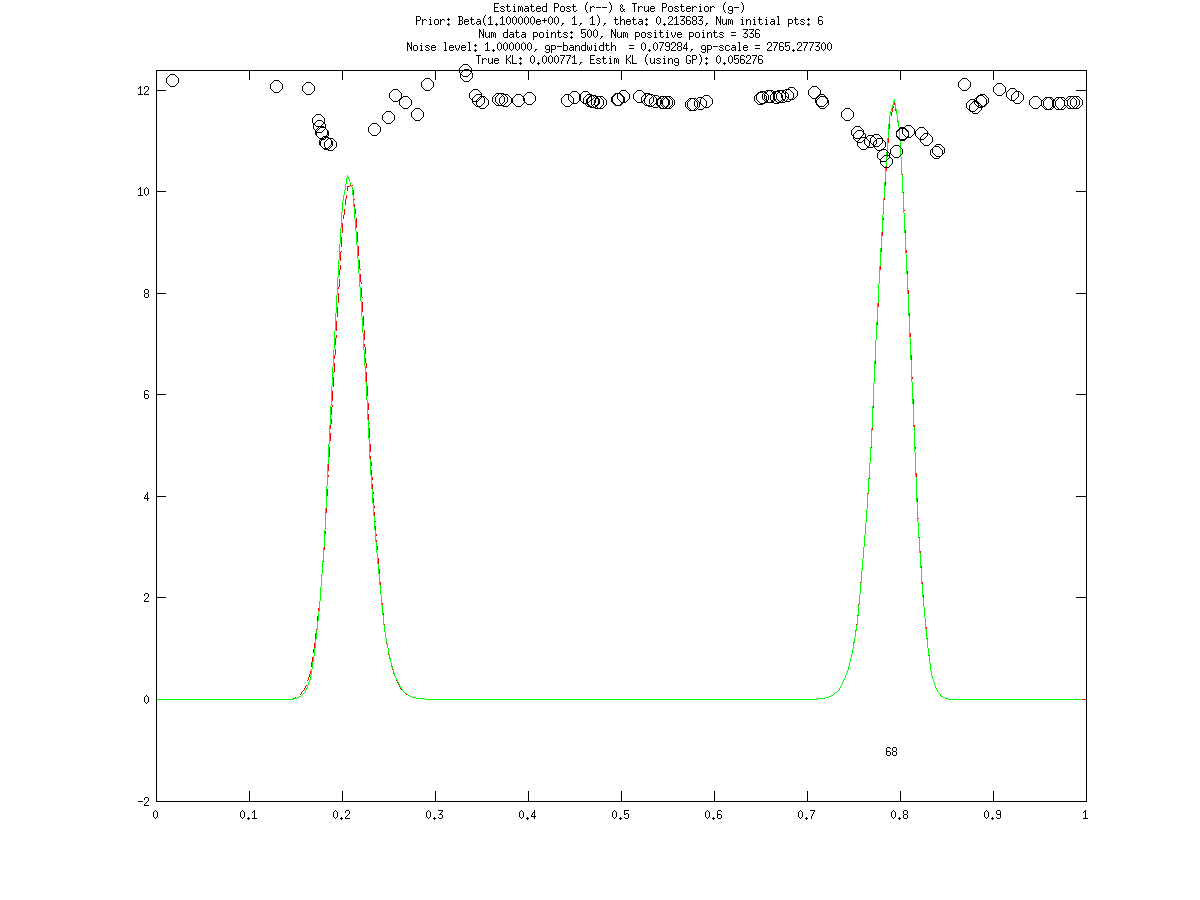 Estimated Post (r--) & True Posterior (g-)
Prior: Beta(1.100000e+00, 1, 1), theta: 0.213683, Num initial pts: 6
Num data points: 500, Num positive points = 336
Noise level: 1.000000, gp-bandwidth  = 0.079284, gp-scale = 2765.277300
True KL: 0.000771, Estim KL (using GP): 0.056276
12
10
8
6
4
2
0
68
-2
0 0.1 0.2 0.3 0.4 0.5 0.6 0.7 0.8 0.9 1